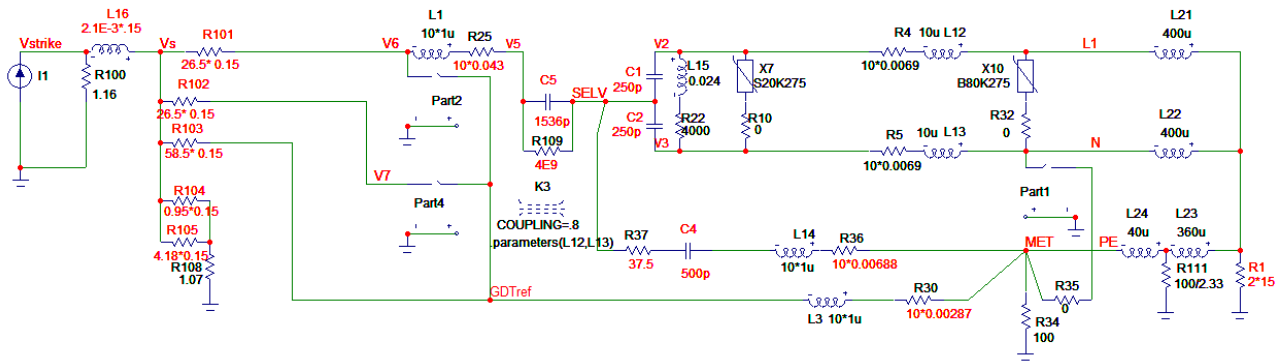 L16
2.1E-3*.15
Vstrike
I1
R100
1.16
Vs
R101
26.5* 0.15
R102
26.5* 0.15
R103
58.5* 0.15
R104
0.95*0.15
R105
4.18*0.15
R108
1.07
V6
L1
10*1u
R25
10*0.043
V5
Part2
V7
Part4
C5
1536p
R109
4E9
SELV
K3
COUPLING=.8
.parameters(L12,L13)
GDTref
C1
250p
C2
250p
V2
L15
0.024
R22
4000
V3
X7
S20K275
R10
0
R4
10*0.0069
10u L12
R5
10*0.0069
10u L13
X10
B80K275
R32
0
L1
L21
400u
N
L22
400u
Part1
R37
37.5
C4
500p
L14
10*1u
R36
10*0.00688
MET
PE
L24
40u
L23
360u
R111
100/2.33
R1
2*15
L3 10*1u
R30
10*0.00287
R35
0
R34
100